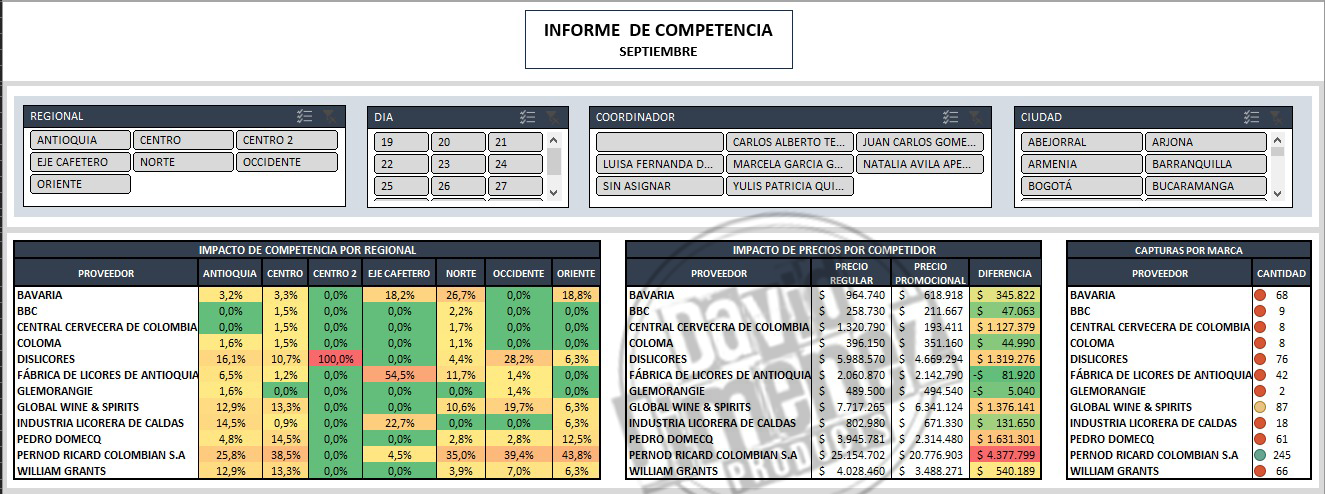 INFORME DE COMPETENCIA
SEPTIEMBRE
REGIONAL DIA COORDINADOR CIUDAD
ANTIOQUIA CENTRO CENTRO 2 19 20 21 CARLOS ALBERTO TE... JUAN CARLOS GOME... ABEJORRAL ARJONA
EJE CAFETERO NORTE OCCIDENTE 22 23 24 LUISA FERNANDA D... MARCELA GARCIA G... NATALIA AVILA APE... ARMENIA BARRANQUILLA
ORIENTE 25 26 27 SIN ASIGNAR YULIS PATRICIA QUI... BOGOTÁ BUCARAMANGA
IMPACTO DE COMPETENCIA POR REGIONAL
PROVEEDOR ANTIOQUIA CENTRO CENTRO 2 EJE CAFETERO NORTE OCCIDENTE ORIENTE
BAVARIA 3,2% 3,3% 0,0% 18,2% 26,7% 0,0% 18,8%
BBC 0,0% 1,5% 0,0% 0,0% 2,2% 0,0% 0,0%
CENTRAL CERVECERA DE COLOMBIA 0,0% 1,5% 0,0% 0,0% 1,7% 0,0% 0,0%
COLOMA 1,6% 1,5% 0,0% 0,0% 1,1% 0,0% 0,0%
DISLICORES 16,1% 10,7% 100,0% 0,0% 4,4% 28,2% 6,3%
FÁBRICA DE LICORES DE ANTIOQUIA 6,5% 1,2% 0,0% 54,5% 11,7% 1,4% 0,0%
GLEMORANGIE 1,6% 0,0% 0,0% 0,0% 0,0% 1,4% 0,0%
GLOBAL WINE & SPIRITS 12,9% 13,3% 0,0% 0,0% 10,6% 19,7% 6,3%
INDUSTRIA LICORERA DE CALDAS 14,5% 0,9% 0,0% 22,7% 0,0% 0,0% 6,3%
PEDRO DOMECQ 4,8% 14,5% 0,0% 0,0% 2,8% 2,8% 12,5%
PERNOD RICARD COLOMBIAN S.A 25,8% 38,5% 0,0% 4,5% 35,0% 39,4% 43,8%
WILLIAM GRANTS 12,9% 13,3% 0,0% 0,0% 3,9% 7,0% 6,3%
IMPACTO DE PRECIOS POR COMPETIDOR
PROVEEDOR PRECIO REGULAR PRECIO PROMOCIONAL DIFERENCIA
BAVARIA $ 964.740 $ 618.918 $ 345.822
BBC $ 258.730 $ 211.667 $ 47.063
CENTRAL CERVECERA DE COLOMBIA $ 1.320.790 $ 193.411 $ 1.127.379
COLOMA $ 396.150 $ 351.160 $ 44.990
DISLICORES $ 5.988.570 $ 4.669.294 $ 1.319.276
FÁBRICA DE LICORES DE ANTIOQUIA $ 2.060.870 $ 2.142.790 -$ 81.920
GLEMORANGIE $ 489.500 $ 494.540 -$ 5.040
GLOBAL WINE & SPIRITS $ 7.717.265 $ 6.341.124 $ 1.376.141
INDUSTRIA LICORERA DE CALDAS $ 802.980 $ 671.330 $ 131.650
PEDRO DOMECQ $ 3.945.781 $ 2.314.480 $ 1.631.301
PERNOD RICARD COLOMBIAN S.A $ 25.154.702 $ 20.776.903 $ 4.377.799
WILLIAM GRANTS $ 4.028.460 $ 3.488.271 $ 540.189
CAPTURAS POR MARCA
PROVEEDOR CANTIDAD
BAVARIA 68
BBC 9
CENTRAL CERVECERA DE COLOMBIA 8
COLOMA 8
DISLICORES 76
FÁBRICA DE LICORES DE ANTIOQUIA 42
GLEMORANGIE 2
GLOBAL WINE & SPIRITS 87
INDUSTRIA LICORERA DE CALDAS 18
PEDRO DOMECQ 61
PERNOD RICARD COLOMBIAN S.A 245
WILLIAM GRANTS 66
David
Jimenez
PRODUCTOS